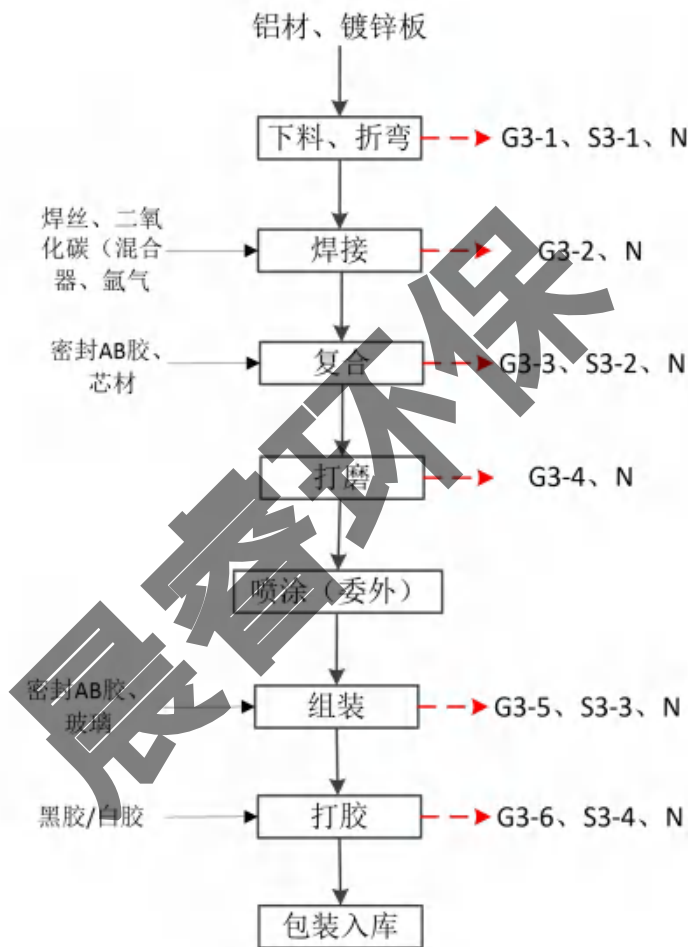 铝材、镀锌板
下料、折弯
G3-1、S3-1、N
焊丝、二氧
化碳（混合
器、氩气
焊接
G3-2、N
密封AB胶、
芯材
复合
G3-3、S3-2、N
打磨
G3-4、N
喷涂（委外）
密封AB胶、
玻璃
组装
G3-5、S3-3、N
黑胶/白胶
打胶
G3-6、S3-4、N
包装入库
晨睿环保